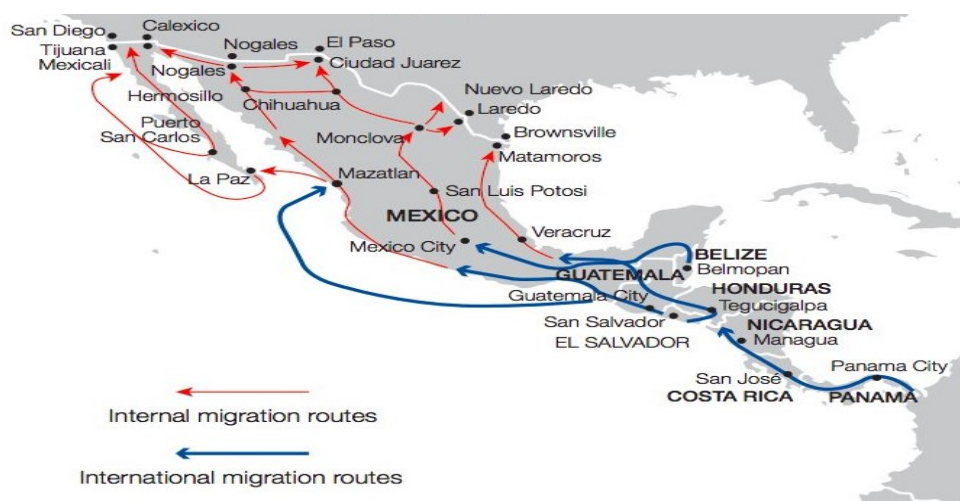 San Diego
Calexico
Tijuana
Mexicali
Nogales
Nogales
El Paso
Ciudad Juarez
Hermosillo
Chihuahua
Nuevo Laredo
Laredo
Puerto
San Carlos
Monclova
Brownsville
Matamoros
La Paz
Mazatlan
San Luis Potosi
MEXICO
Mexico City
Veracruz
BELIZE
Belmopan
GUATEMALA
Guatemala City
HONDURAS
Tegucigalpa
San Salvador
EL SALVADOR
NICARAGUA
Managua
San José
COSTA RICA
Panama City
PANAMA
Internal migration routes
International migration routes